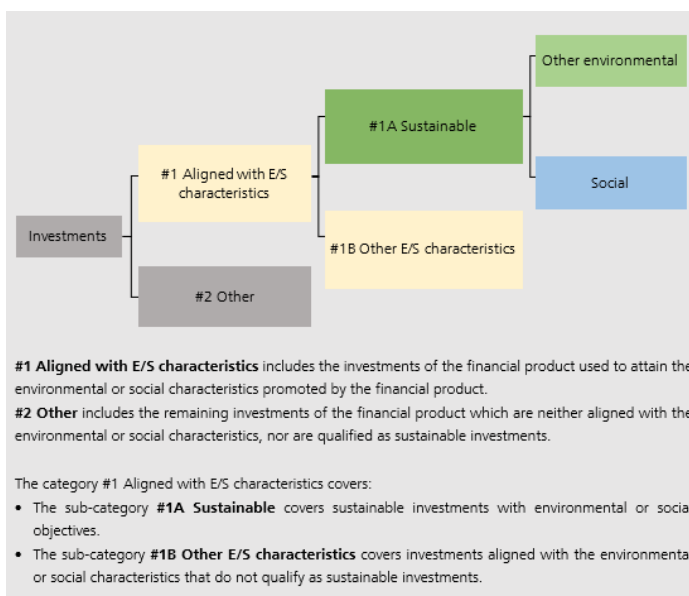 Other environmental
#1A Sustainable
#1 Aligned with E/S
characteristics
Social
Investments
#1B Other E/S characteristics
#2 Other
#1 Aligned with E/S characteristics includes the investments of the financial product used to attain the
environmental or social characteristics promoted by the financial product.
#2 Other includes the remaining investments of the financial product which are neither aligned with the
environmental or social characteristics, nor are qualified as sustainable investments.
The category #1 Aligned with E/S characteristics covers:
• The sub-category #1A Sustainable covers sustainable investments with environmental or social
objectives.
• The sub-category #1B Other E/S characteristics covers investments aligned with the environmental
or social characteristics that do not qualify as sustainable investments.